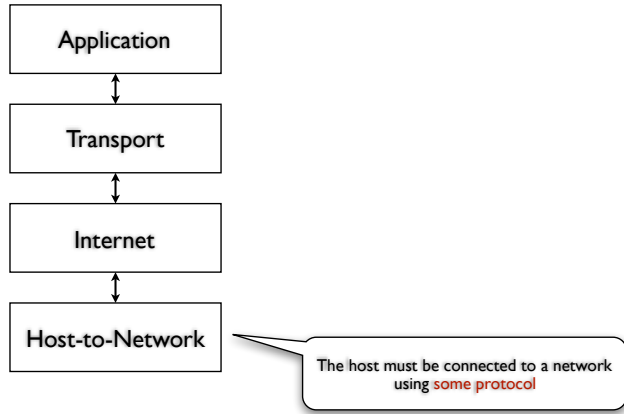 Application
Transport
Internet
Host-to-Network
The host must be connected to a network
using some protocol